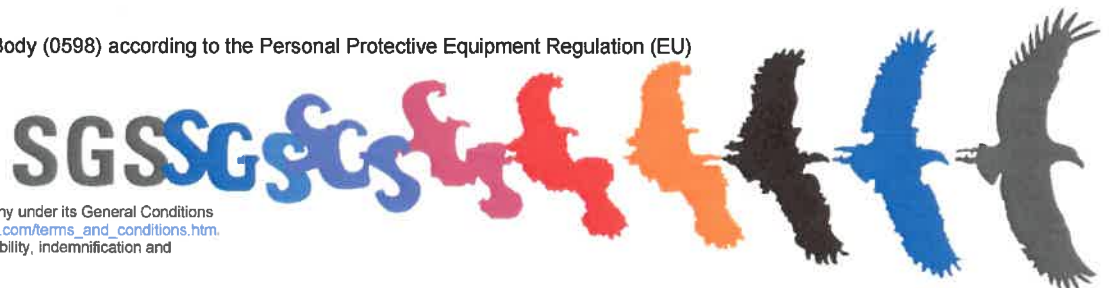 Body (0598) according to the Personal Protective Equipment Regulation (EU)
SGSSGSSGSGS
ny under its General Conditions
.com/terms_and_conditions.htm.
bility, indemnification and